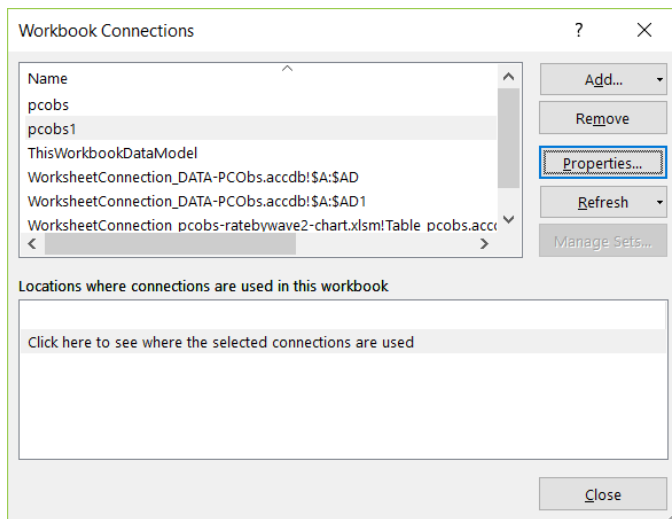 Workbook Connections
?
Name
pcobs
pcobs1
ThisWorkbookDataModel
WorksheetConnection_DATA-PCObs.accdb!$A:$AD
WorksheetConnection_DATA-PCObs.accdb!$A:$AD1
WorksheetConnection_pcobs-ratebywave2-chart.xlsm!Table_pcobs.acc
Add...
Remove
Properties...
Refresh
Manage Sets...
Locations where connections are used in this workbook
Click here to see where the selected connections are used
Close